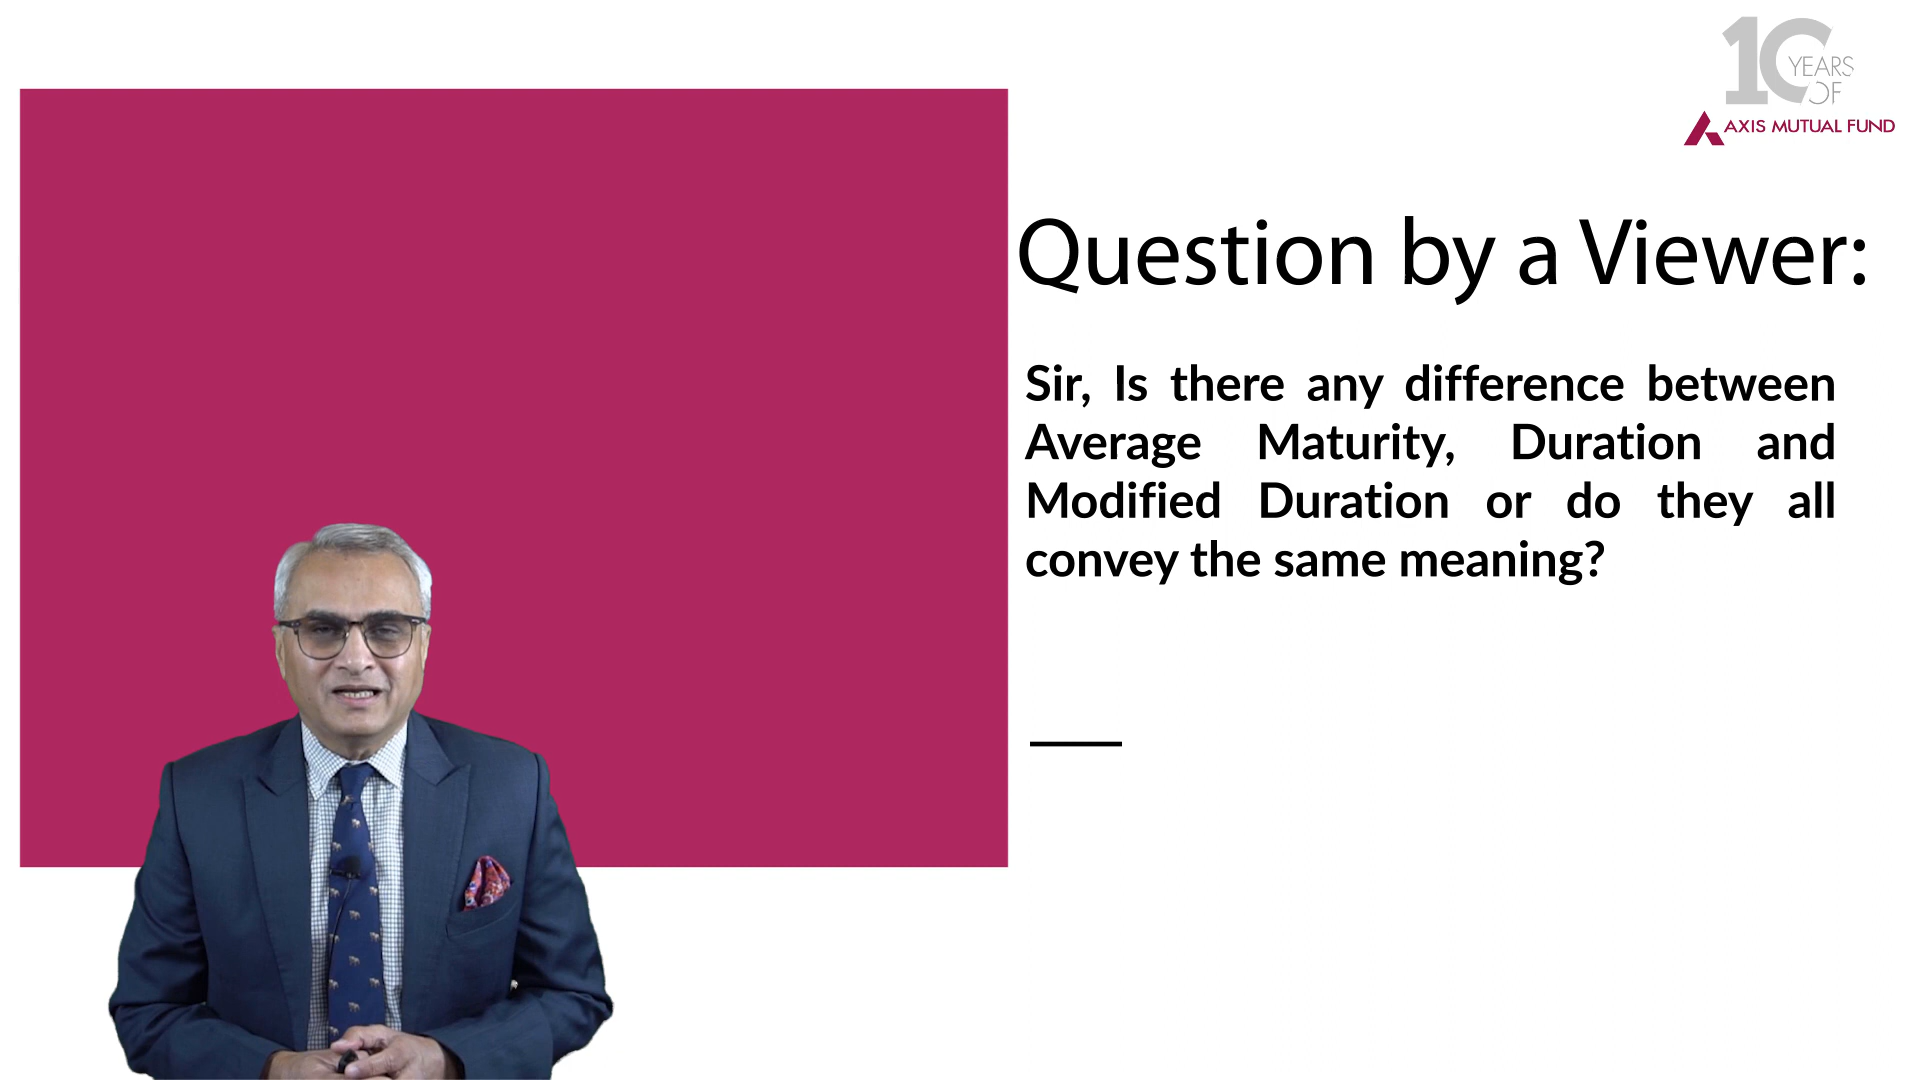 10
YEARS
OF
AXIS MUTUAL FUND
Question by a Viewer:
Sir, Is there any difference between
Average Maturity, Duration and
Modified Duration or do they all
convey the same meaning?